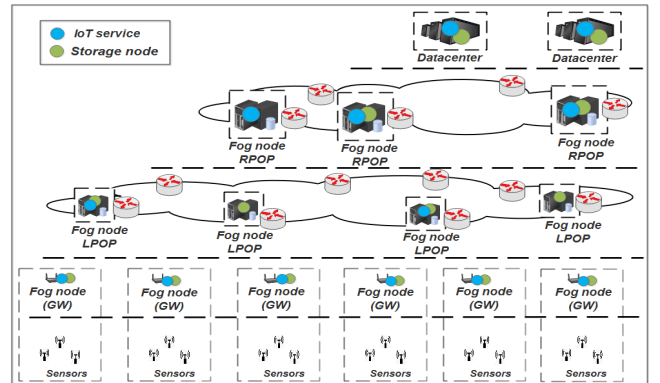 IoT service
Storage node
Datacenter Datacenter
Fog node
RPOP
Fog node
RPOP
Fog node
RPOP
Fog node
LPOP
Fog node
LPOP
Fog node
LPOP
Fog node
LPOP
Fog node
(GW)
Fog node
(GW)
Fog node
(GW)
Fog node
(GW)
Fog node
(GW)
Fog node
(GW)
Sensors Sensors Sensors Sensors Sensors Sensors